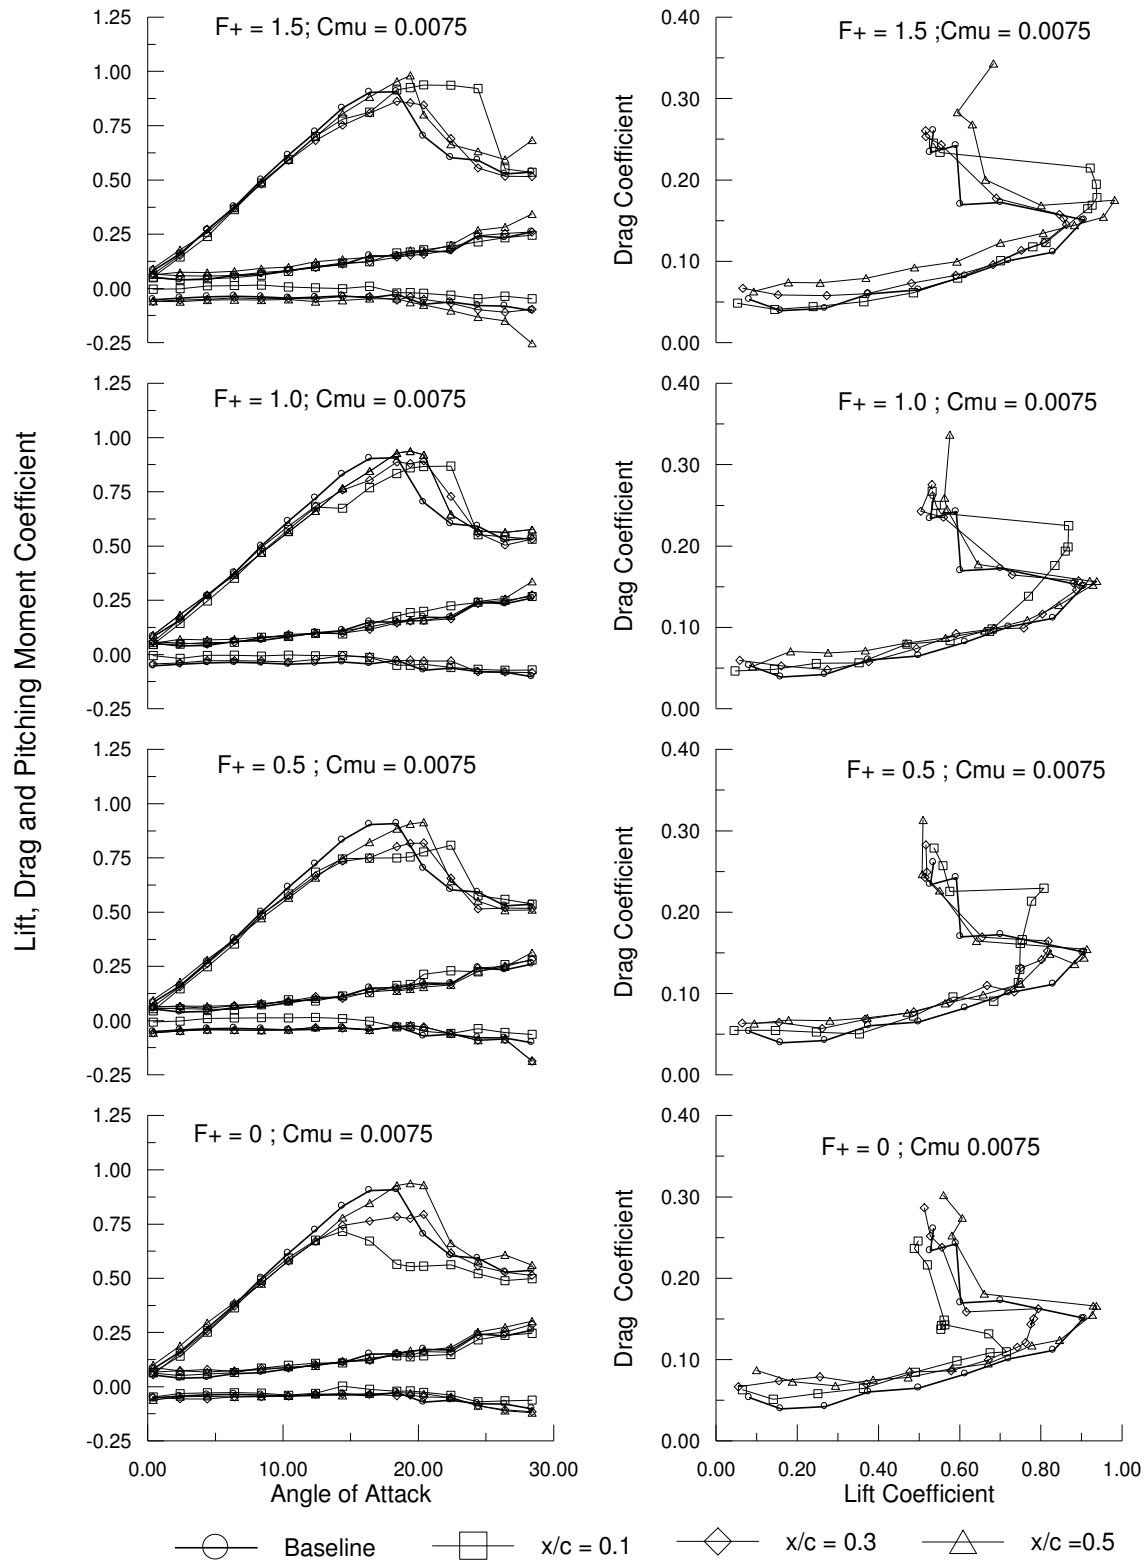 Lift, Drag and Pitching Moment Coefficient
F+ = 1.5; Cmu = 0.0075
1.25
1.00
0.75
0.50
0.25
0.00
-0.25
F+ = 1.5 ;Cmu = 0.0075
Drag Coefficient
0.40
0.30
0.20
0.10
0.00
F+ = 1.0; Cmu = 0.0075
1.25
1.00
0.75
0.50
0.25
0.00
-0.25
F+ = 1.0 ; Cmu = 0.0075
Drag Coefficient
0.40
0.30
0.20
0.10
0.00
F+ = 0.5 ; Cmu = 0.0075
1.25
1.00
0.75
0.50
0.25
0.00
-0.25
F+ = 0.5 ; Cmu = 0.0075
Drag Coefficient
0.40
0.30
0.20
0.10
0.00
F+ = 0 ; Cmu = 0.0075
1.25
1.00
0.75
0.50
0.25
0.00
-0.25
0.00 10.00 20.00 30.00
Angle of Attack
F+ = 0 ; Cmu 0.0075
Drag Coefficient
0.40
0.30
0.20
0.10
0.00
0.00 0.20 0.40 0.60 0.80 1.00
Lift Coefficient
Baseline x/c = 0.1 x/c = 0.3 x/c =0.5